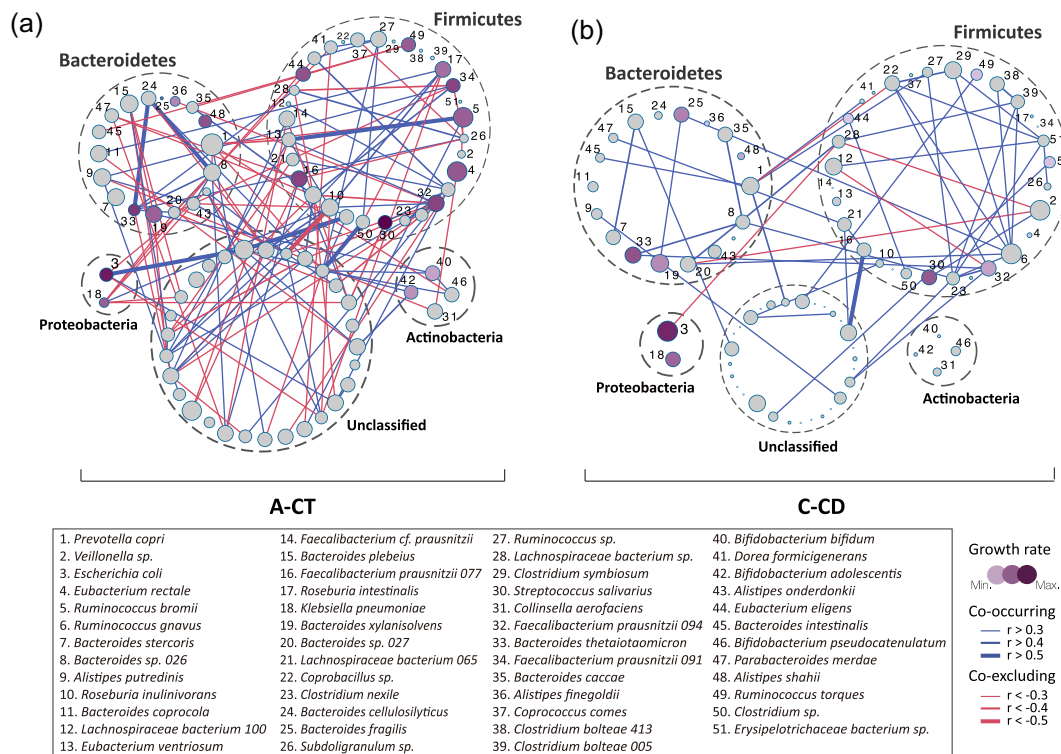 (a)
Bacteroidetes
Firmicutes
Proteobacteria
Actinobacteria
Unclassified
A-CT
(b)
Bacteroidetes
Firmicutes
Proteobacteria
Actinobacteria
Unclassified
C-CD
1. Prevotella copri
2. Veillonella sp.
3. Escherichia coli
4. Eubacterium rectale
5. Ruminococcus bromii
6. Ruminococcus gnavus
7. Bacteroides stercoris
8. Bacteroides sp. 026
9. Alistipes putredinis
10. Roseburia inulinivorans
11. Bacteroides coprocola
12. Lachnospiraceae bacterium 100
13. Eubacterium ventriosum
14. Faecalibacterium cf. prausnitzii
15. Bacteroides plebeius
16. Faecalibacterium prausnitzii 077
17. Roseburia intestinalis
18. Klebsiella pneumoniae
19. Bacteroides xylanisolvens
20. Bacteroides sp. 027
21. Lachnospiraceae bacterium 065
22. Coprobacillus sp.
23. Clostridium nexile
24. Bacteroides cellulosilyticus
25. Bacteroides fragilis
26. Subdoligranulum sp.
27. Ruminococcus sp.
28. Lachnospiraceae bacterium sp.
29. Clostridium symbiosum
30. Streptococcus salivarius
31. Collinsella aerofaciens
32. Faecalibacterium prausnitzii 094
33. Bacteroides thetaiotaomicron
34. Faecalibacterium prausnitzii 091
35. Bacteroides caccae
36. Alistipes finegoldii
37. Coprococcus comes
38. Clostridium bolteae 413
39. Clostridium bolteae 005
40. Bifidobacterium bifidum
41. Dorea formicigenerans
42. Bifidobacterium adolescentis
43. Alistipes onderdonkii
44. Eubacterium eligens
45. Bacteroides intestinalis
46. Bifidobacterium pseudocatenulatum
47. Parabacteroides merdae
48. Alistipes shahii
49. Ruminococcus torques
50. Clostridium sp.
51. Erysipelotrichaceae bacterium sp.
Growth rate
Min. Max.
Co-occurring
r > 0.3
r > 0.4
r > 0.5
Co-excluding
r < -0.3
r < -0.4
r < -0.5